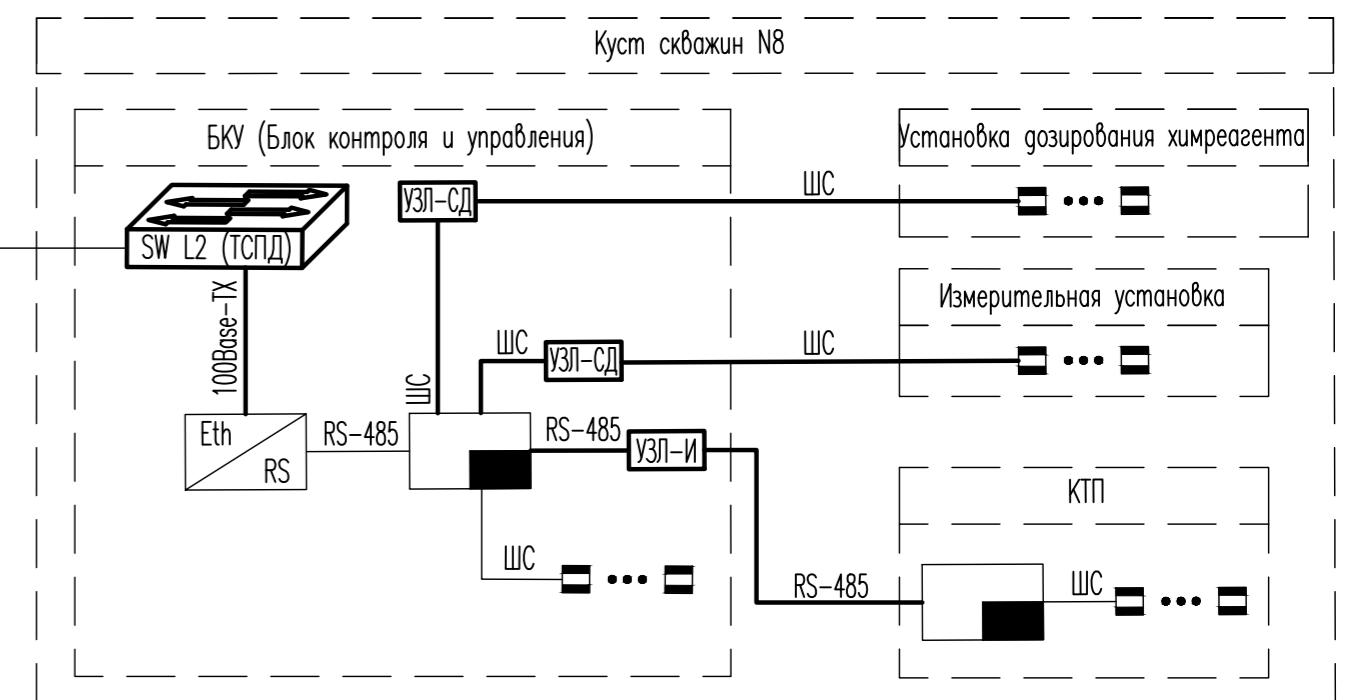 Куст скважин N8
БКУ (Блок контроля и управления)
Установка дозирования химреагента
ШС
УЗЛ-СД
SW L2 (ТСПД)
Измерительная установка
100Base-TX
ШС
ШС
УЗЛ-СД
ШС
Eth
RS
RS-485
RS-485
УЗЛ-И
КТП
ШС
RS-485
ШС